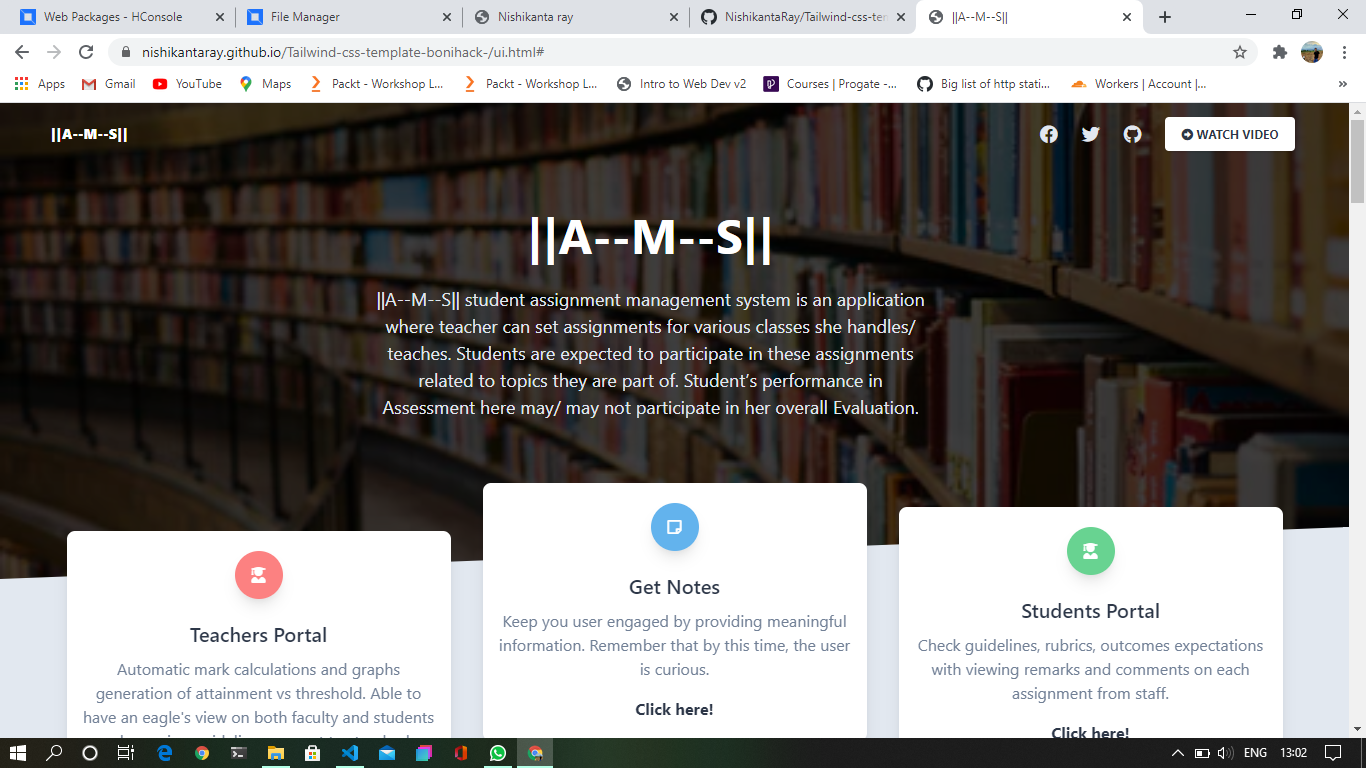 Web Packages - HConsole
File Manager
Nishikanta ray
NishikantaRay/Tailwind-css-tem
||A--M--S||
nishikantaray.github.io/Tailwind-css-template-bonihack-/ui.html#
Apps
Gmail
YouTube
Maps
Packt - Workshop L...
Packt - Workshop L...
Intro to Web Dev v2
Courses | Progate -...
Big list of http stati...
Workers | Account |...
||A--M--S||
WATCH VIDEO
||A--M--S||
||A--M--S|| student assignment management system is an application
where teacher can set assignments for various classes she handles/
teaches. Students are expected to participate in these assignments
related to topics they are part of. Student’s performance in
Assessment here may/ may not participate in her overall Evaluation.
Teachers Portal
Automatic mark calculations and graphs
generation of attainment vs threshold. Able to
have an eagle's view on both faculty and students
Get Notes
Keep you user engaged by providing meaningful
information. Remember that by this time, the user
is curious.
Click here!
Students Portal
Check guidelines, rubrics, outcomes expectations
with viewing remarks and comments on each
assignment from staff.
Click here!
ENG
13:02